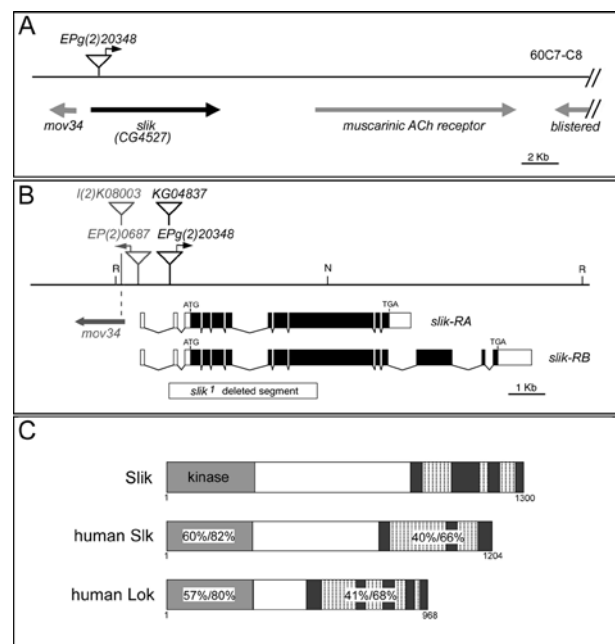 A
EPg(2)20348
60C7-C8
mov34
slik
(CG4527)
muscarinic ACh receptor
blistered
2 Kb
B
l(2)K08003 KG04837
EP(2)0687 EPg(2)20348
R N R
mov34
ATG TGA
slik-RA
ATG TGA
slik-RB
slik1 deleted segment
1 Kb
C
Slik
kinase
1 1300
human Slk
60%/82% 40%/66%
1 1204
human Lok
57%/80% 41%/68%
1 968